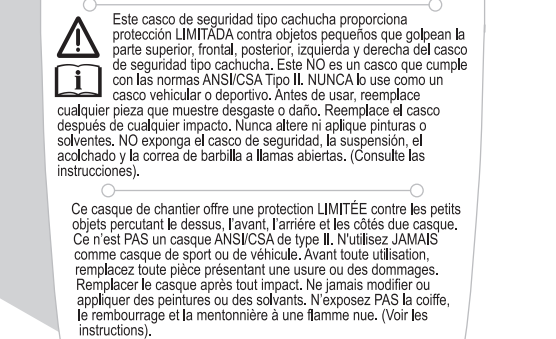 Este casco de seguridad tipo cachucha proporciona
protección LIMITADA contra objetos pequeños que golpean la
parte superior, frontal, posterior, izquierda y derecha del casco
de seguridad tipo cachucha. Este NO es un casco que cumple
con las normas ANSI/CSA Tipo II. NUNCA lo use como un
casco vehicular o deportivo. Antes de usar, reemplace
cualquier pieza que muestre desgaste o daño. Reemplace el casco
después de cualquier impacto. Nunca altere ni aplique pinturas o
solventes. NO exponga el casco de seguridad, la suspensión, el
acolchado y la correa de barbilla a llamas abiertas. (Consulte las
instrucciones).
Ce casque de chantier offre une protection LIMITÉE contre les petits
objets percutant le dessus, l'avant, l'arriére et les côtés due casque.
Ce n'est PAS un casque ANSI/CSA de type II. N'utilisez JAMAIS
comme casque de sport ou de véhicule. Avant toute utilisation,
remplacez toute pièce présentant une usure ou des dommages.
Remplacer le casque après tout impact. Ne jamais modifier ou
appliquer des peintures ou des solvants. N'exposez PAS la coiffe,
le rembourrage et la mentonnière à une flamme nue. (Voir les
instructions).